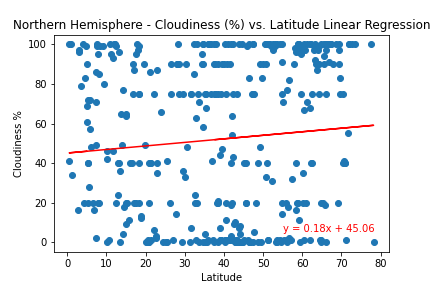 Northern Hemisphere - Cloudiness (%) vs. Latitude Linear Regression
100
80
60
40
20
0
Cloudiness %
y = 0.18x + 45.06
0 10 20 30 40 50 60 70 80
Latitude